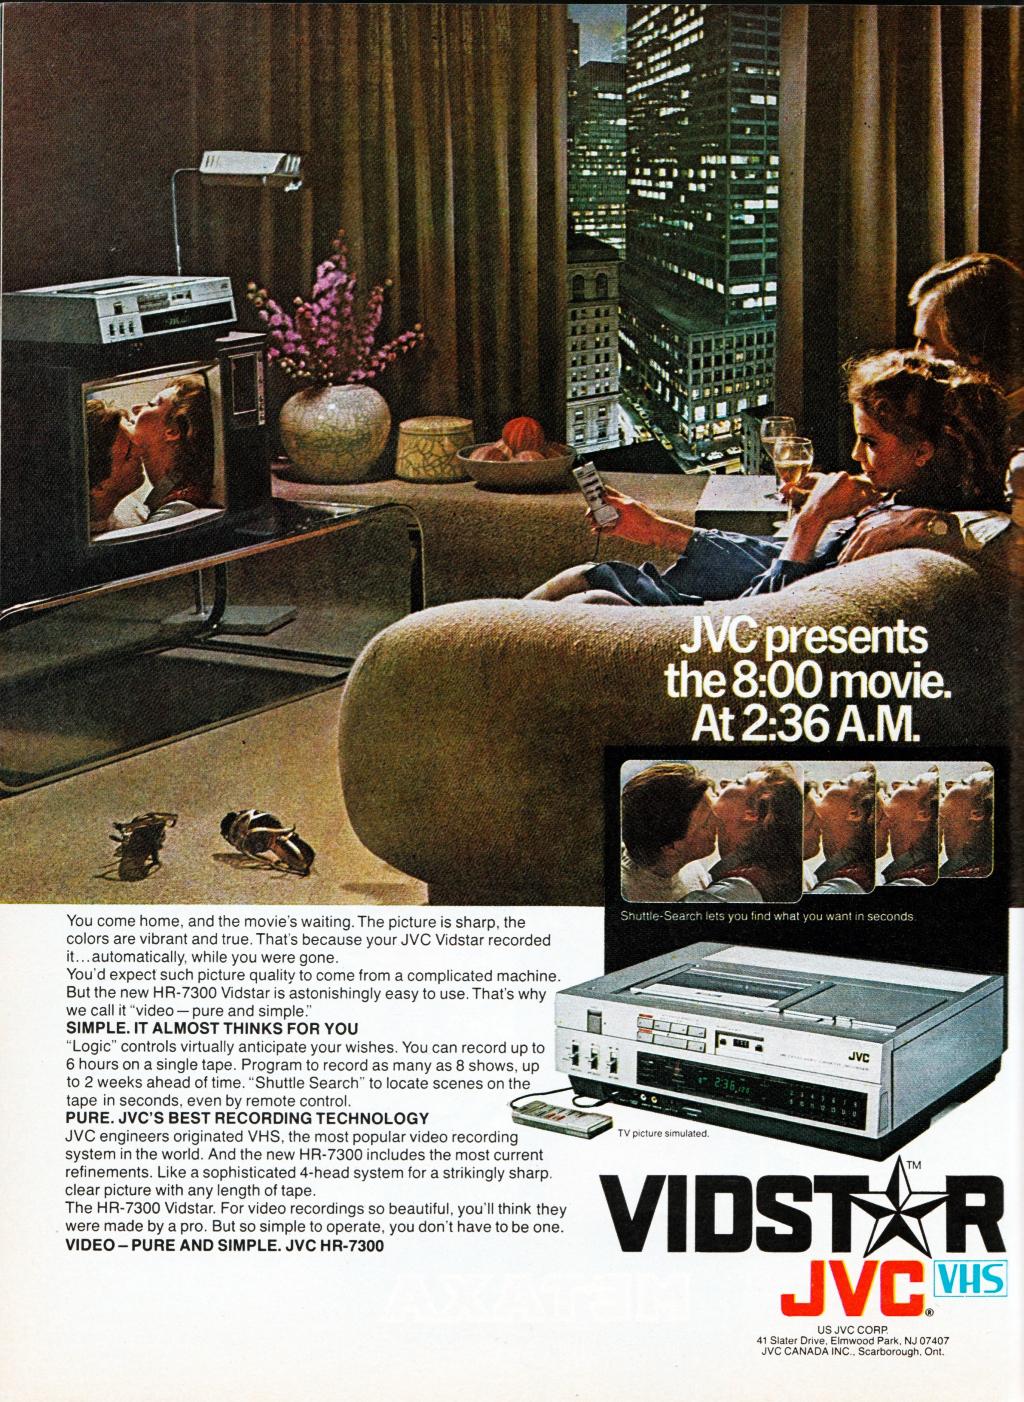 JVC presents
the 8:00 movie.
At 2:36 A.M.
Shuttle-Search lets you find what you want in seconds.
You come home, and the movie's waiting. The picture is sharp, the
colors are vibrant and true. That's because your JVC Vidstar recorded
it...automatically, while you were gone.
You'd expect such picture quality to come from a complicated machine.
But the new HR-7300 Vidstar is astonishingly easy to use. That's why
we call it "video — pure and simple."
SIMPLE. IT ALMOST THINKS FOR YOU
"Logic" controls virtually anticipate your wishes. You can record up to
6 hours on a single tape. Program to record as many as 8 shows, up
to 2 weeks ahead of time. "Shuttle Search" to locate scenes on the
tape in seconds, even by remote control.
PURE. JVC'S BEST RECORDING TECHNOLOGY
JVC engineers originated VHS, the most popular video recording
system in the world. And the new HR-7300 includes the most current
refinements. Like a sophisticated 4-head system for a strikingly sharp.
clear picture with any length of tape.
The HR-7300 Vidstar. For video recordings so beautiful, you'll think they
were made by a pro. But so simple to operate, you don't have to be one.
VIDEO — PURE AND SIMPLE. JVC HR-7300
JVC
2:36
TV picture simulated.
VIDSTAR™
JVC® VHS
US JVC CORP.
41 Slater Drive, Elmwood Park, NJ 07407
JVC CANADA INC., Scarborough, Ont.